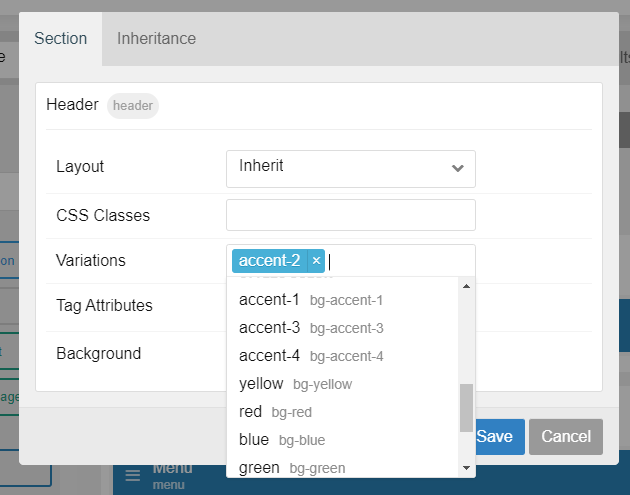 Section Inheritance
Header header
Layout Inherit
CSS Classes
Variations accent-2 ×
Tag Attributes
Background
accent-1 bg-accent-1
accent-3 bg-accent-3
accent-4 bg-accent-4
yellow bg-yellow
red bg-red
blue bg-blue
green bg-green
Save Cancel
Menu
menu